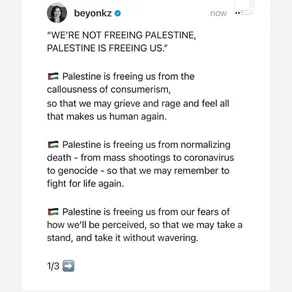 beyonkz
now
“WE’RE NOT FREEING PALESTINE,
PALESTINE IS FREEING US.”
🇵🇸 Palestine is freeing us from the
callousness of consumerism,
so that we may grieve and rage and feel all
that makes us human again.
🇵🇸 Palestine is freeing us from normalizing
death - from mass shootings to coronavirus
to genocide - so that we may remember to
fight for life again.
🇵🇸 Palestine is freeing us from our fears of
how we’ll be perceived, so that we may take a
stand, and take it without wavering.
1/3 ➡️